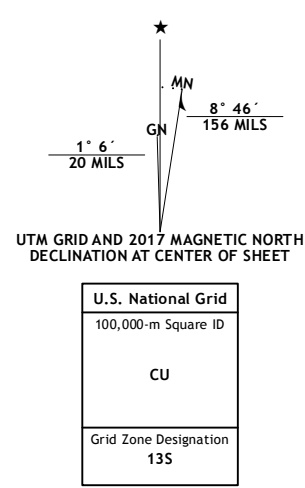 ★
MN
GN
8° 46´
156 MILS
1° 6´
20 MILS
UTM GRID AND 2017 MAGNETIC NORTH
DECLINATION AT CENTER OF SHEET
U.S. National Grid
100,000-m Square ID
CU
Grid Zone Designation
13S